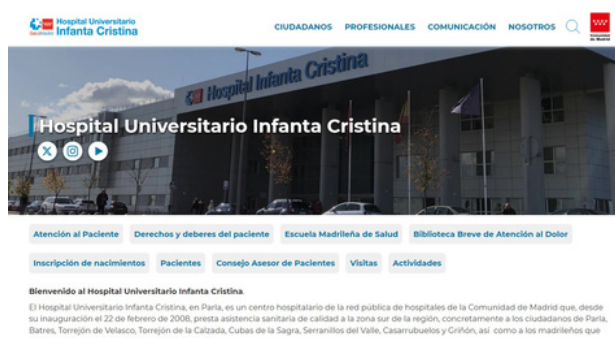 Hospital Universitario
Infanta Cristina
CIUDADANOS PROFESIONALES COMUNICACIÓN NOSOTROS
Comunidad de Madrid
Hospital Infanta Cristina
Hospital Universitario Infanta Cristina
Atención al Paciente Derechos y deberes del paciente Escuela Madrileña de Salud Biblioteca Breve de Atención al Dolor
Inscripción de nacimientos Pacientes Consejo Asesor de Pacientes Visitas Actividades
Bienvenido al Hospital Universitario Infanta Cristina.
El Hospital Universitario Infanta Cristina, en Parla, es un centro hospitalario de la red pública de hospitales de la Comunidad de Madrid que, desde
su inauguración el 22 de febrero de 2008, presta asistencia sanitaria de calidad a la zona sur de la región, concretamente a los ciudadanos de Parla,
Batres, Torrejón de Velasco, Torrejón de la Calzada, Cubas de la Sagra, Serranillos del Valle, Casarrubuelos y Griñón, así como a los madrileños que